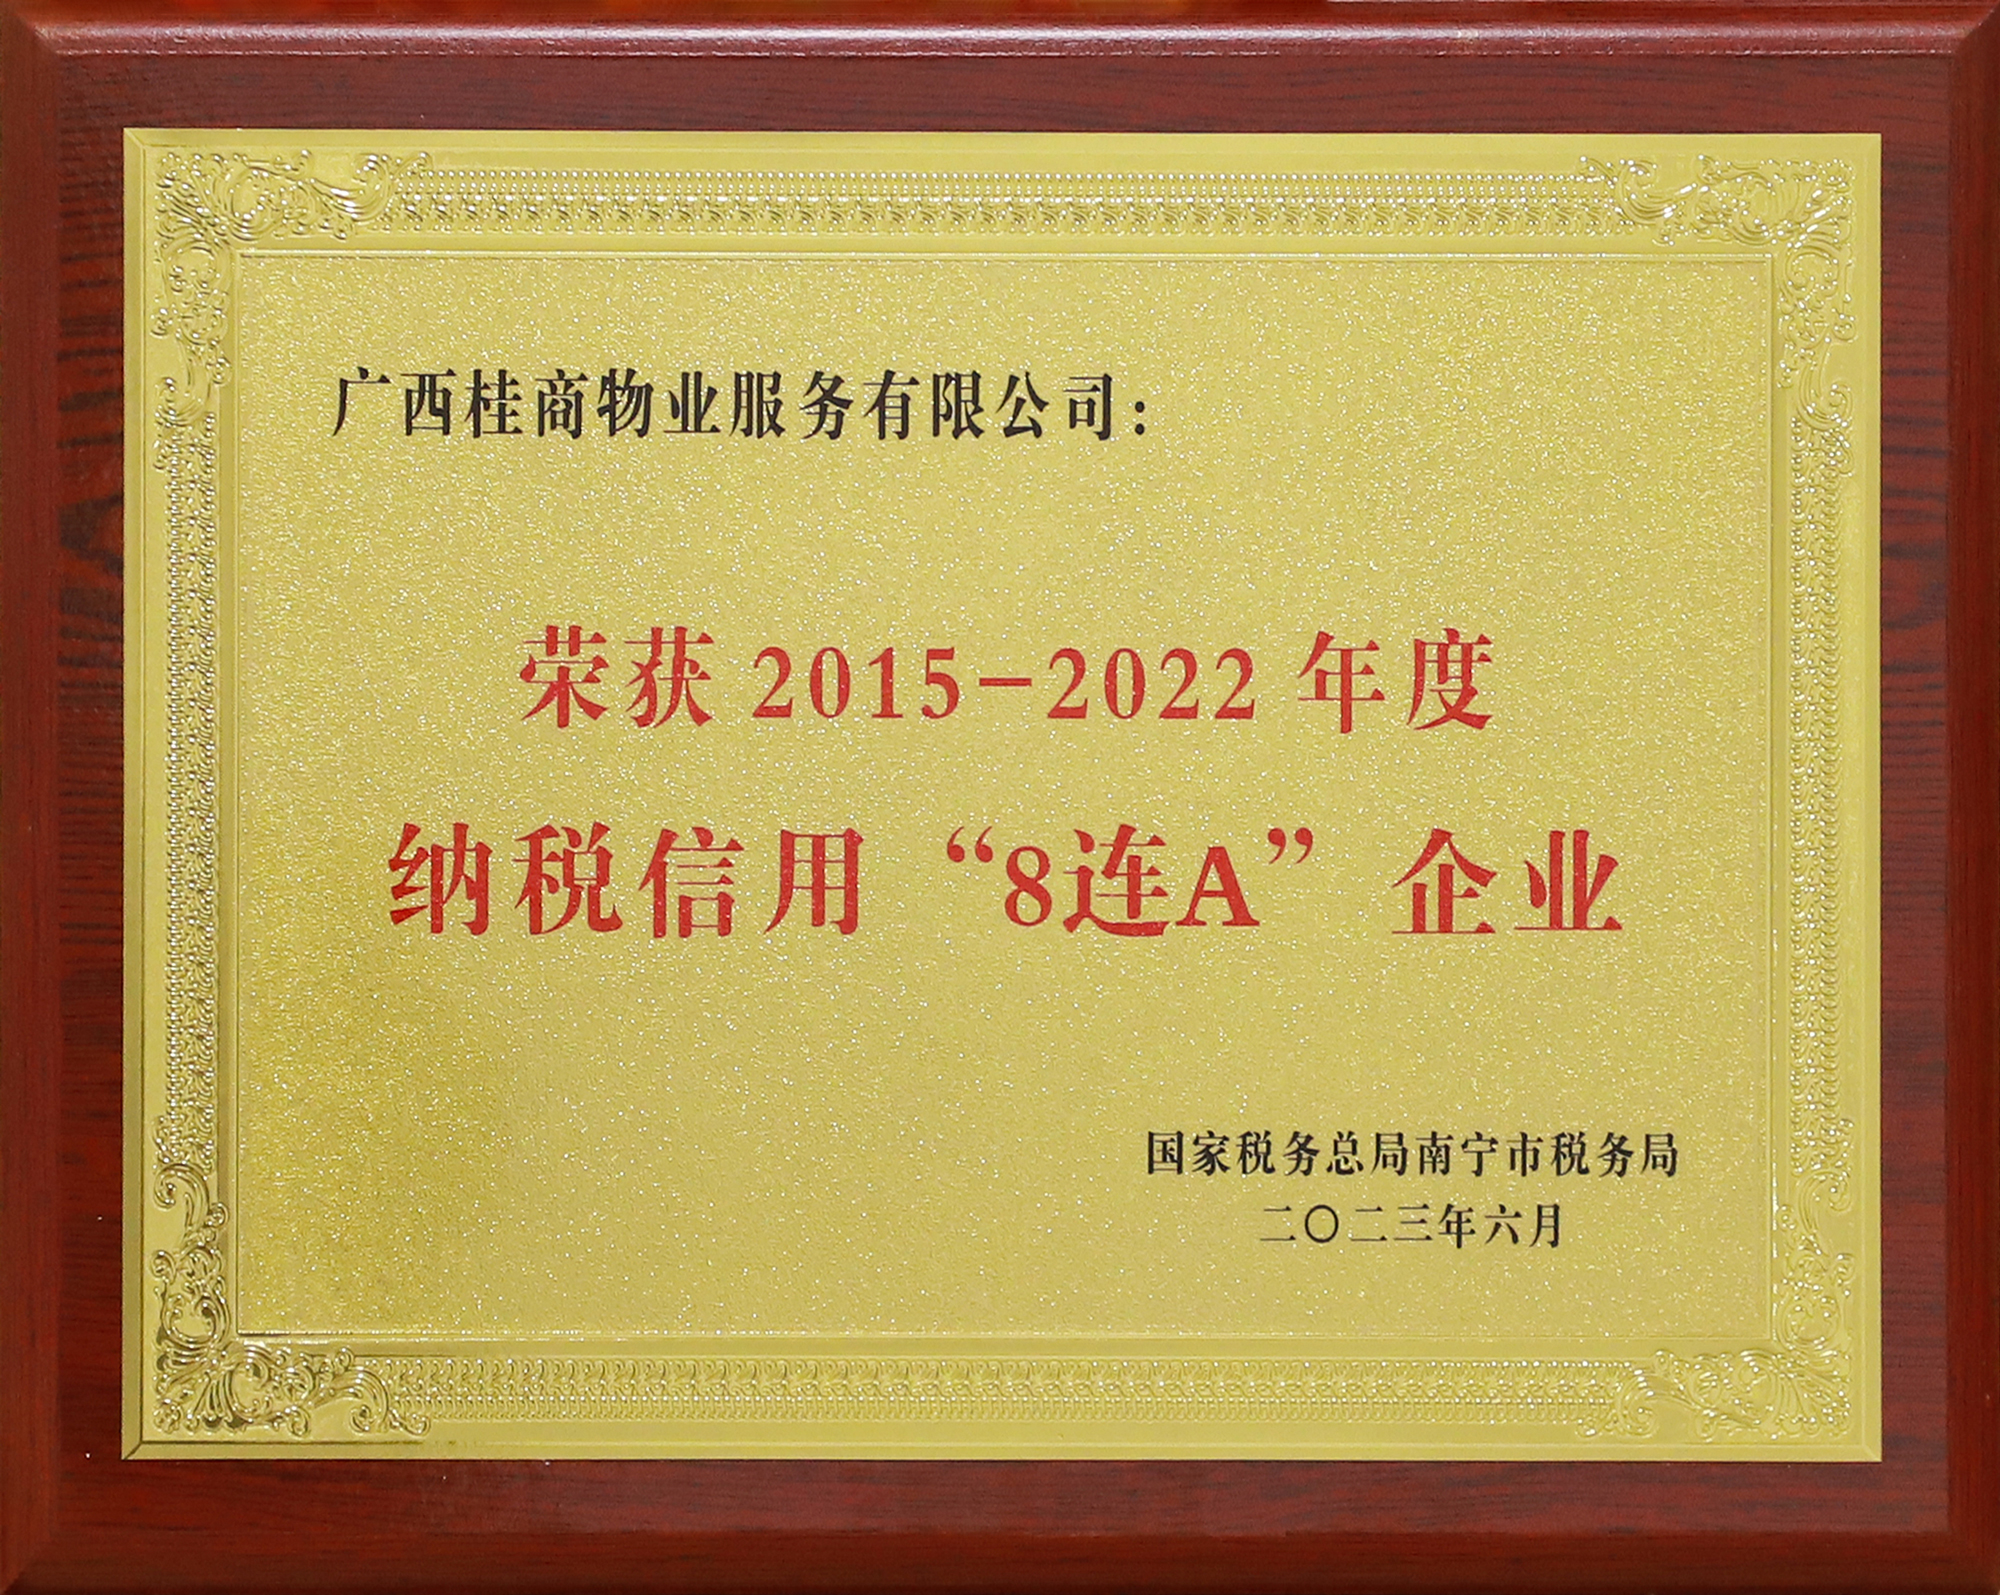 广西桂商物业服务有限公司：
荣获 2015-2022 年度
纳税信用“8连A”企业
国家税务总局南宁市税务局
二〇二三年六月